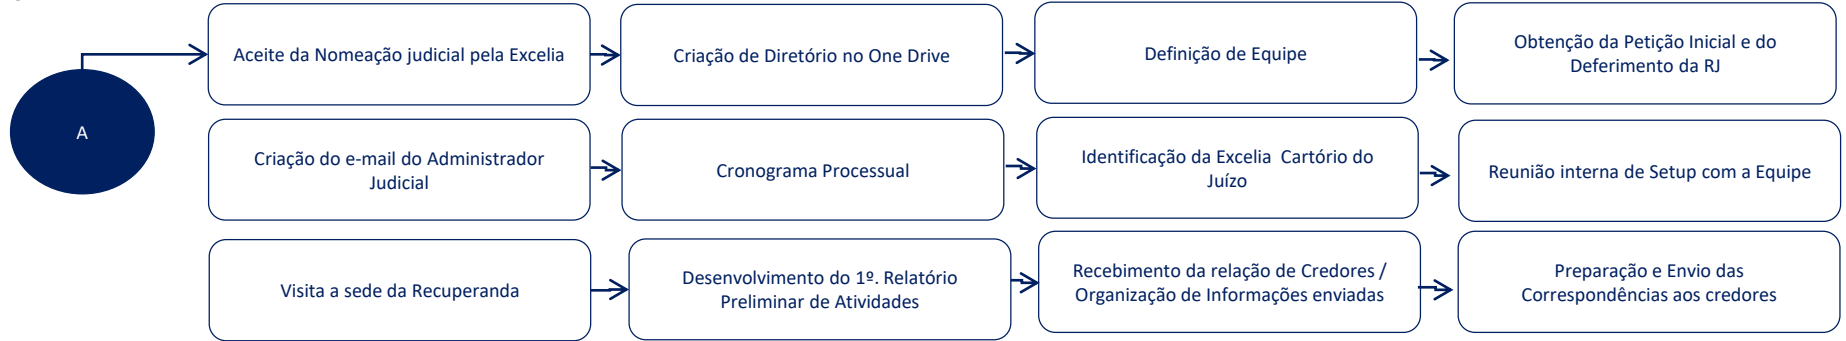 A
Aceite da Nomeação judicial pela Excelia
Criação de Diretório no One Drive
Definição de Equipe
Obtenção da Petição Inicial e do
Deferimento da RJ
Criação do e-mail do Administrador
Judicial
Cronograma Processual
Identificação da Excelia Cartório do
Juízo
Reunião interna de Setup com a Equipe
Visita a sede da Recuperanda
Desenvolvimento do 1º. Relatório
Preliminar de Atividades
Recebimento da relação de Credores /
Organização de Informações enviadas
Preparação e Envio das
Correspondências aos credores